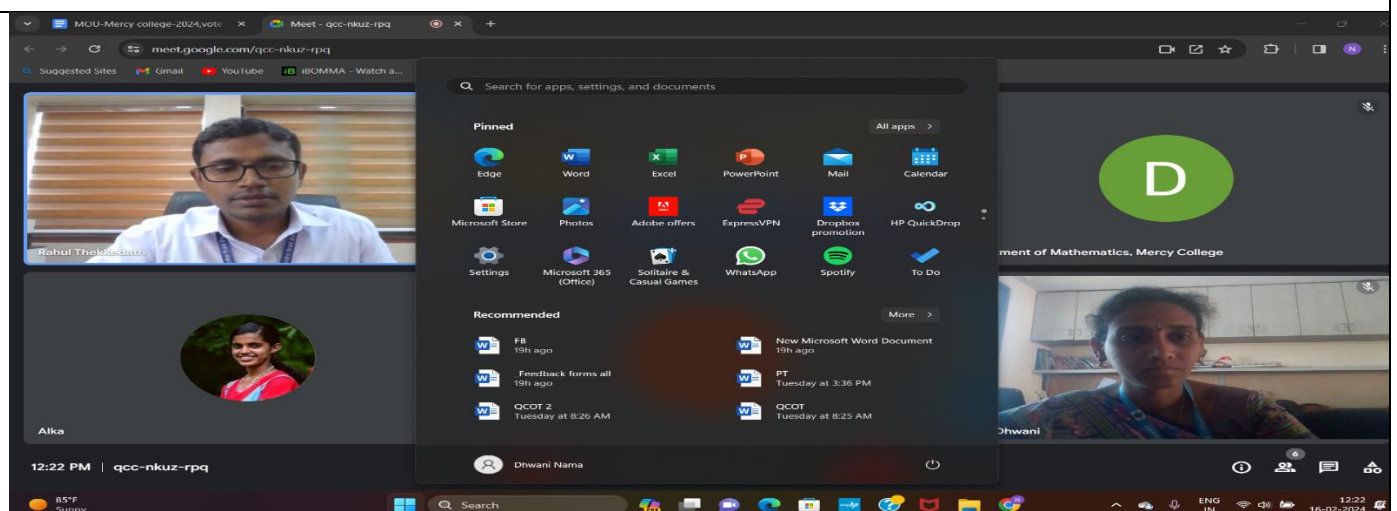 MOU-Mercy college-2024,vote
Meet - qcc-nkuz-rpq
meet.google.com/qcc-nkuz-rpq
N
Suggested Sites
Gmail
YouTube
iBOMMA - Watch a...
Search for apps, settings, and documents
Pinned
All apps >
Edge
Word
Excel
PowerPoint
Mail
Calendar
Microsoft Store
Photos
Adobe offers
ExpressVPN
Dropbox
promotion
HP QuickDrop
Settings
Microsoft 365
(Office)
Solitaire &
Casual Games
WhatsApp
Spotify
To Do
Recommended
More >
FB
19h ago
New Microsoft Word Document
19h ago
Feedback forms all
19h ago
PT
Tuesday at 3:36 PM
QCOT 2
Tuesday at 8:26 AM
QCOT
Tuesday at 8:25 AM
Dhwani Nama
Rahul Thekkedath
D
ment of Mathematics, Mercy College
Alka
Dhwani
12:22 PM | qcc-nkuz-rpq
6
85°F
Sunny
Search
ENG
IN
12:22
16-02-2024